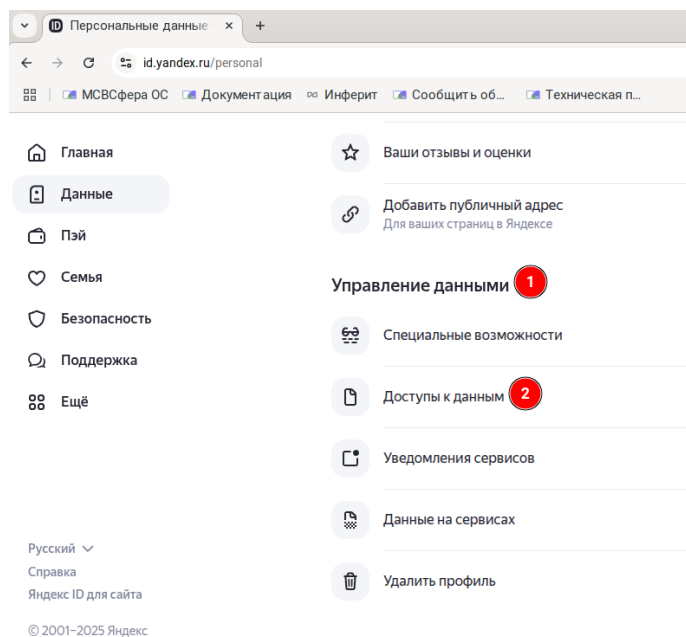 Персональные данные
id.yandex.ru/personal
МСВСфера ОС Документация Инферит Сообщить об... Техническая п...
Главная
Данные
Пэй
Семья
Безопасность
Поддержка
Ещё
Русский
Справка
Яндекс ID для сайта
© 2001–2025 Яндекс
Ваши отзывы и оценки
Добавить публичный адрес
Для ваших страниц в Яндексе
Управление данными 1
Специальные возможности
Доступы к данным 2
Уведомления сервисов
Данные на сервисах
Удалить профиль